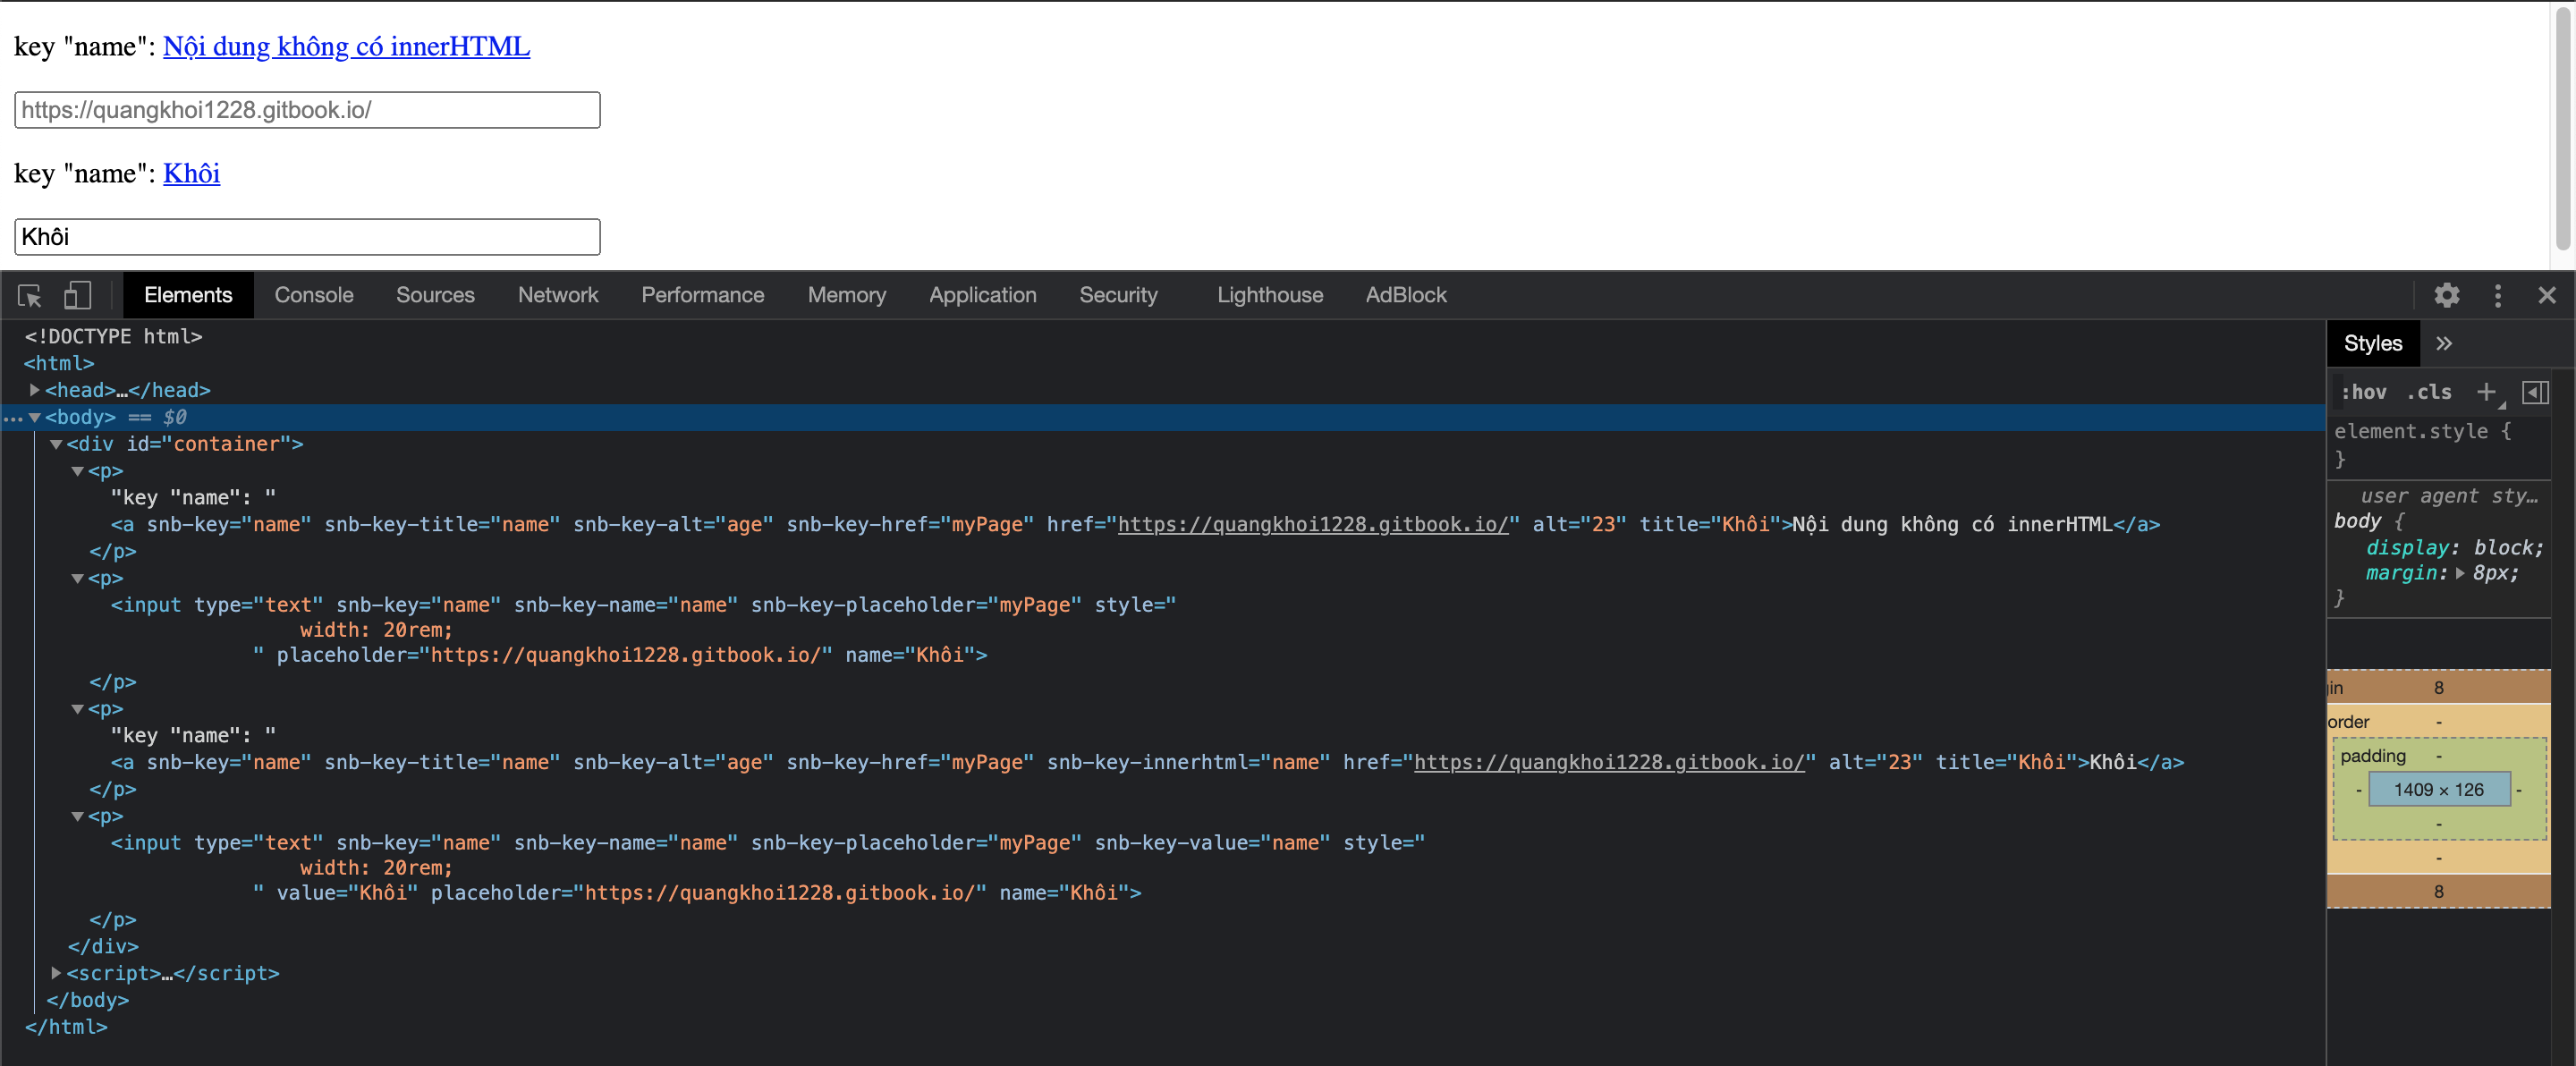 key "name": Nội dung không có innerHTML
https://quangkhoi1228.gitbook.io/
key "name": Khôi
Khôi
Elements Console Sources Network Performance Memory Application Security Lighthouse AdBlock
<!DOCTYPE html>
<html>
<head>…</head>
… <body> == $0
<div id="container">
<p>
"key "name": "
<a snb-key="name" snb-key-title="name" snb-key-alt="age" snb-key-href="myPage" href="https://quangkhoi1228.gitbook.io/" alt="23" title="Khôi">Nội dung không có innerHTML</a>
</p>
<p>
<input type="text" snb-key="name" snb-key-name="name" snb-key-placeholder="myPage" style="
width: 20rem;
" placeholder="https://quangkhoi1228.gitbook.io/" name="Khôi">
</p>
<p>
"key "name": "
<a snb-key="name" snb-key-title="name" snb-key-alt="age" snb-key-href="myPage" snb-key-innerhtml="name" href="https://quangkhoi1228.gitbook.io/" alt="23" title="Khôi">Khôi</a>
</p>
<p>
<input type="text" snb-key="name" snb-key-name="name" snb-key-placeholder="myPage" snb-key-value="name" style="
width: 20rem;
" value="Khôi" placeholder="https://quangkhoi1228.gitbook.io/" name="Khôi">
</p>
</div>
<script>…</script>
</body>
</html>
Styles »
:hov .cls +
element.style {
}
user agent sty…
body {
display: block;
margin: 8px;
}
gin 8
order -
padding -
- 1409 × 126 -
-
-
8